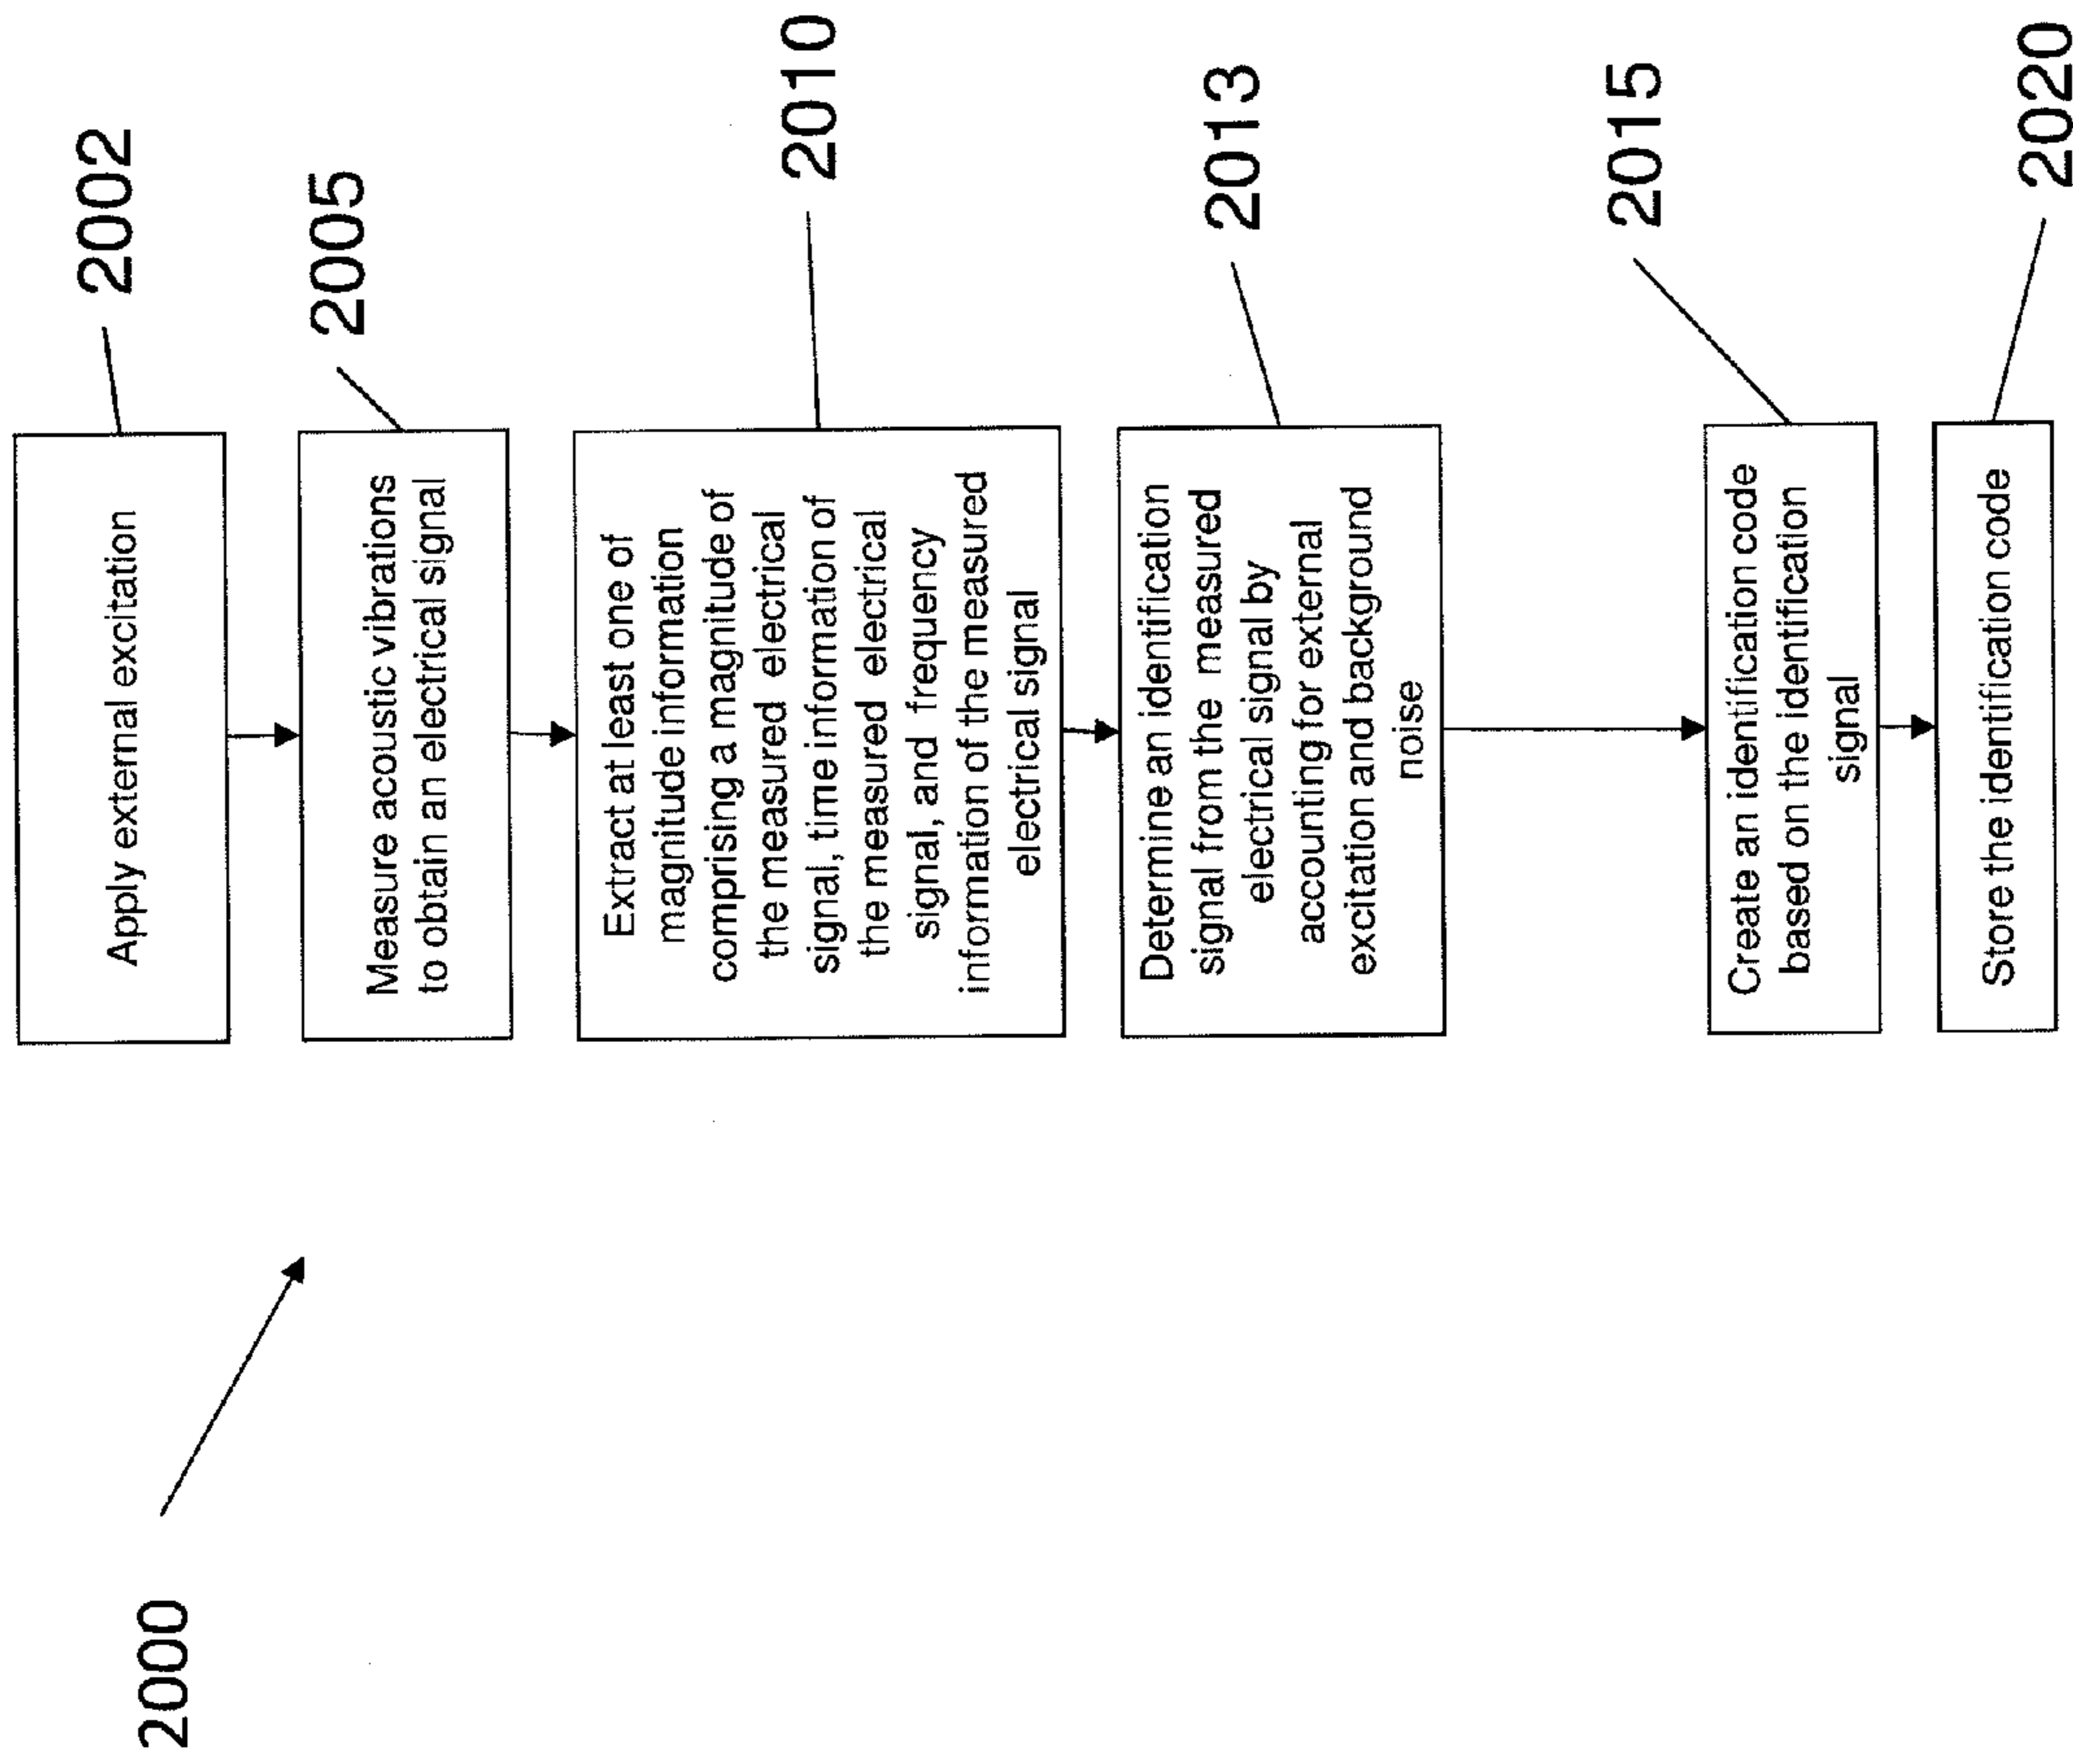 2000
2002
Apply external excitation
2005
Measure acoustic vibrations
to obtain an electrical signal
2010
Extract at least one of
magnitude information
comprising a magnitude of
the measured electrical
signal, time information of
the measured electrical
signal, and frequency
information of the measured
electrical signal
2013
Determine an identification
signal from the measured
electrical signal by
accounting for external
excitation and background
noise
2015
Create an identification code
based on the identification
signal
2020
Store the identification code